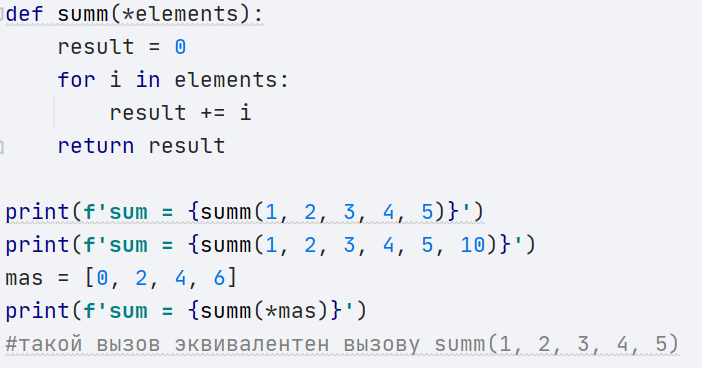 def summ(*elements):
    result = 0
    for i in elements:
        result += i
    return result
print(f'sum = {summ(1, 2, 3, 4, 5)}')
print(f'sum = {summ(1, 2, 3, 4, 5, 10)}')
mas = [0, 2, 4, 6]
print(f'sum = {summ(*mas)}')
#такой вызов эквивалентен вызову summ(1, 2, 3, 4, 5)